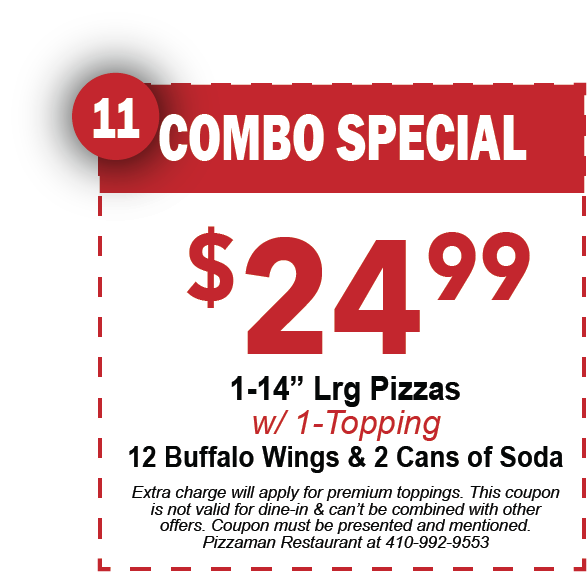 11
COMBO SPECIAL
$24.99
1-14” Lrg Pizzas
w/ 1-Topping
12 Buffalo Wings & 2 Cans of Soda
Extra charge will apply for premium toppings. This coupon
is not valid for dine-in & can’t be combined with other
offers. Coupon must be presented and mentioned.
Pizzaman Restaurant at 410-992-9553